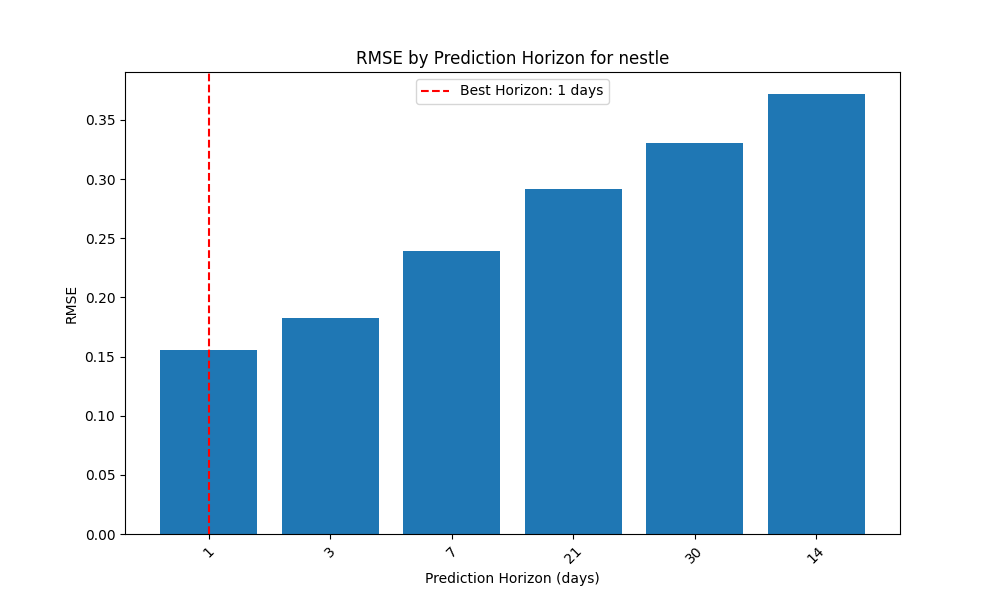 RMSE by Prediction Horizon for nestle
Best Horizon: 1 days
RMSE
0.35
0.30
0.25
0.20
0.15
0.10
0.05
0.00
1 3 7 21 30 14
Prediction Horizon (days)